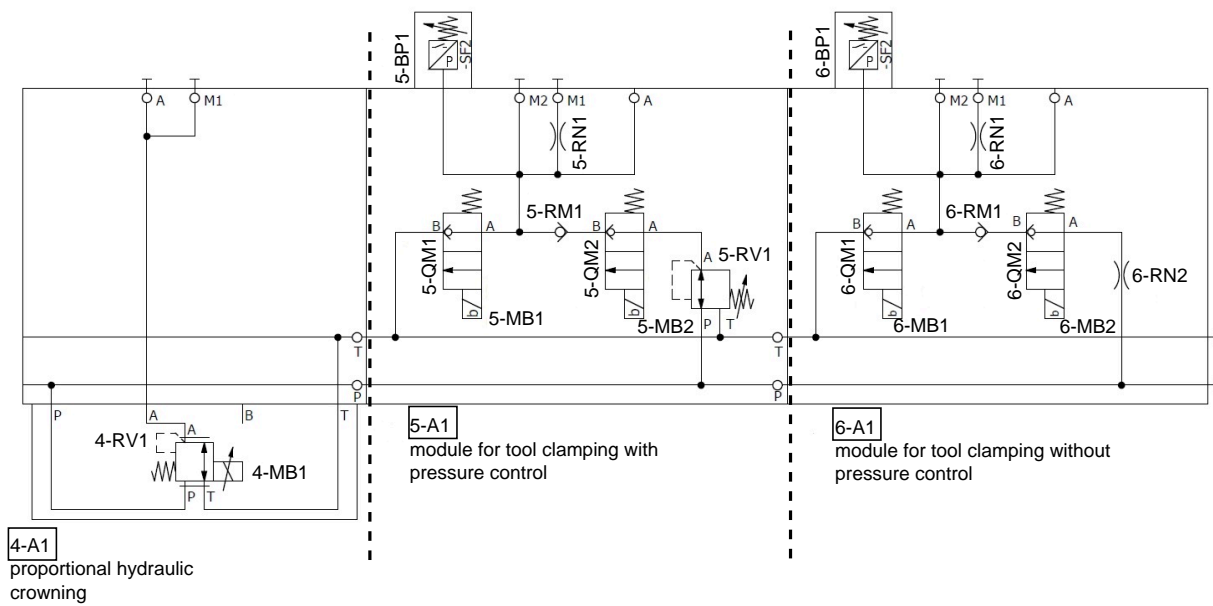 5-BP1
P
-SF2
6-BP1
P
-SF2
A
M1
M2
M1
A
M2
M1
A
5-RN1
6-RN1
5-RM1
6-RM1
B
A
B
A
B
A
B
A
5-QM1
5-QM2
5-RV1
A
6-QM1
6-QM2
6-RN2
b
5-MB1
b
5-MB2
P
T
b
6-MB1
b
6-MB2
T
T
P
P
P
A
B
T
4-RV1
A
4-MB1
P
T
5-A1
module for tool clamping with
pressure control
6-A1
module for tool clamping without
pressure control
4-A1
proportional hydraulic
crowning